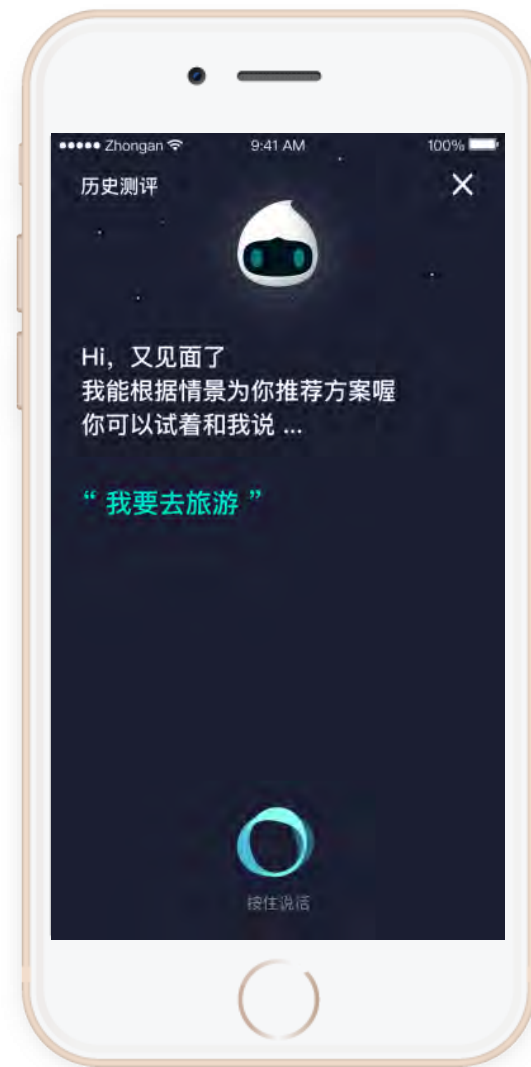 ●●●●● Zhongan 9:41 AM 100%
历史测评
Hi，又见面了
我能根据情景为你推荐方案喔
你可以试着和我说 ...
“ 我要去旅游 ”
按住说话